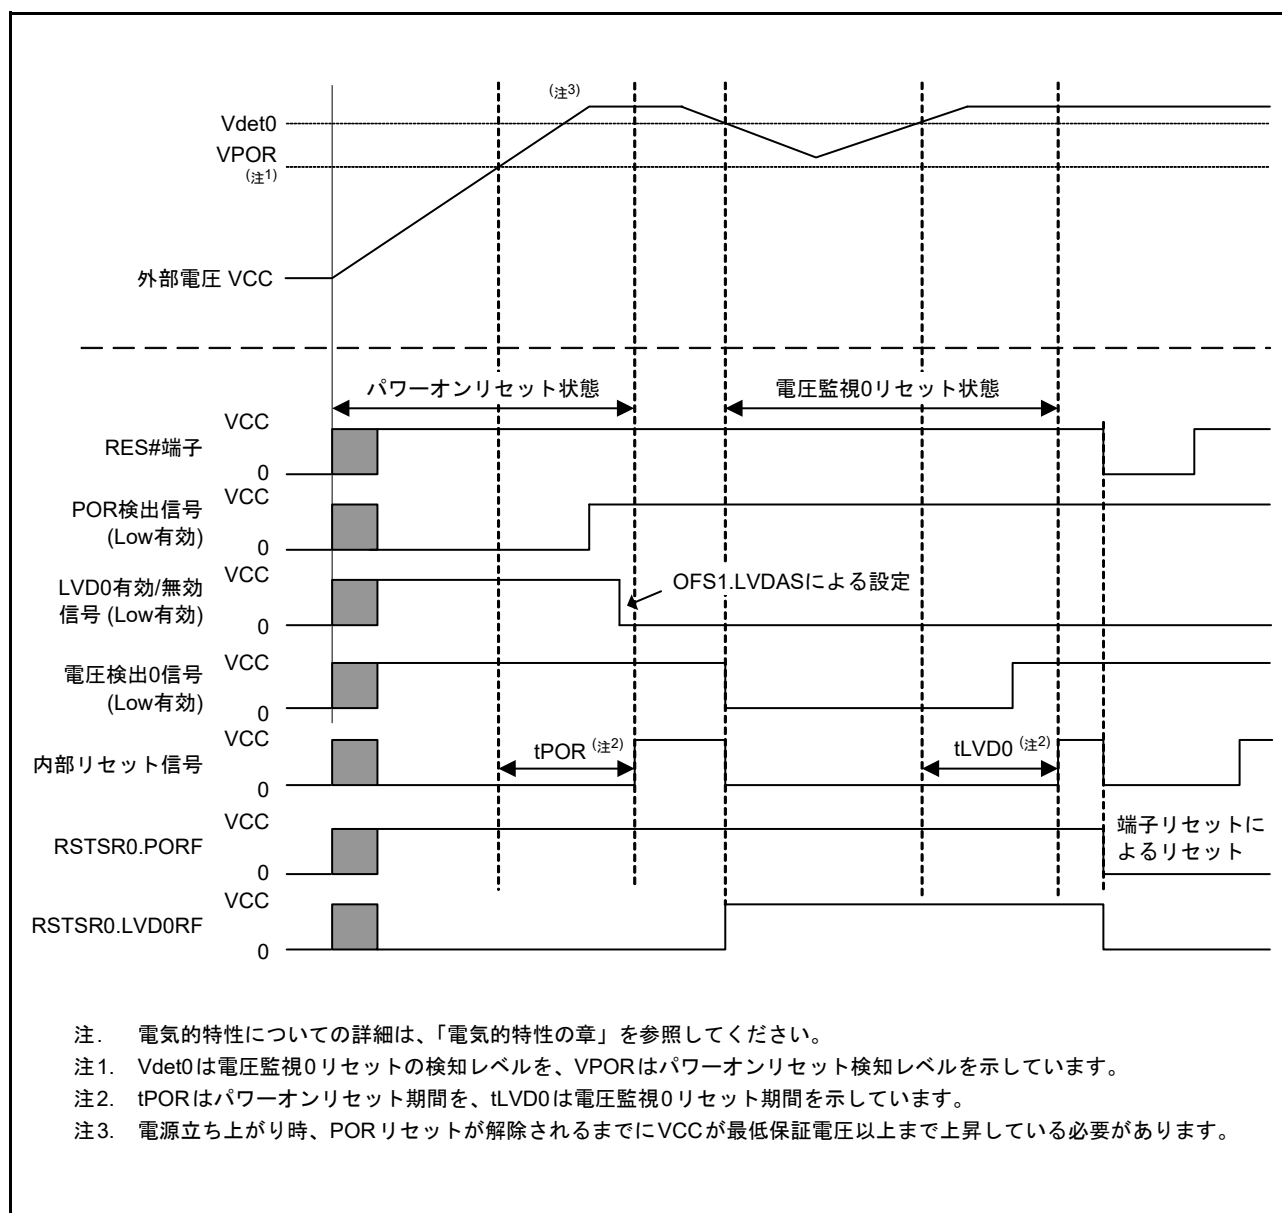 (注3)
Vdet0
VPOR
(注1)
外部電圧 VCC
パワーオンリセット状態
電圧監視0リセット状態
VCC
RES#端子
0
VCC
POR検出信号
(Low有効)
0
VCC
LVD0有効/無効
信号 (Low有効)
0
OFS1.LVDASによる設定
VCC
電圧検出0信号
(Low有効)
0
VCC
内部リセット信号
0
tPOR (注2)
tLVD0 (注2)
VCC
RSTSR0.PORF
0
端子リセットに
よるリセット
VCC
RSTSR0.LVD0RF
0
注. 電気的特性についての詳細は、「電気的特性の章」を参照してください。
注1. Vdet0は電圧監視0リセットの検知レベルを、VPORはパワーオンリセット検知レベルを示しています。
注2. tPORはパワーオンリセット期間を、tLVD0は電圧監視0リセット期間を示しています。
注3. 電源立ち上がり時、PORリセットが解除されるまでにVCCが最低保証電圧以上まで上昇している必要があります。